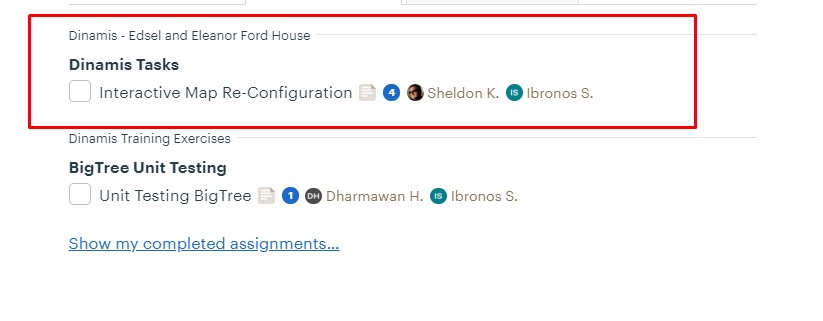 Dinamis - Edsel and Eleanor Ford House
Dinamis Tasks
Interactive Map Re-Configuration 4 Sheldon K. IS Ibronos S.
Dinamis Training Exercises
BigTree Unit Testing
Unit Testing BigTree 1 DH Dharmawan H. IS Ibronos S.
Show my completed assignments...